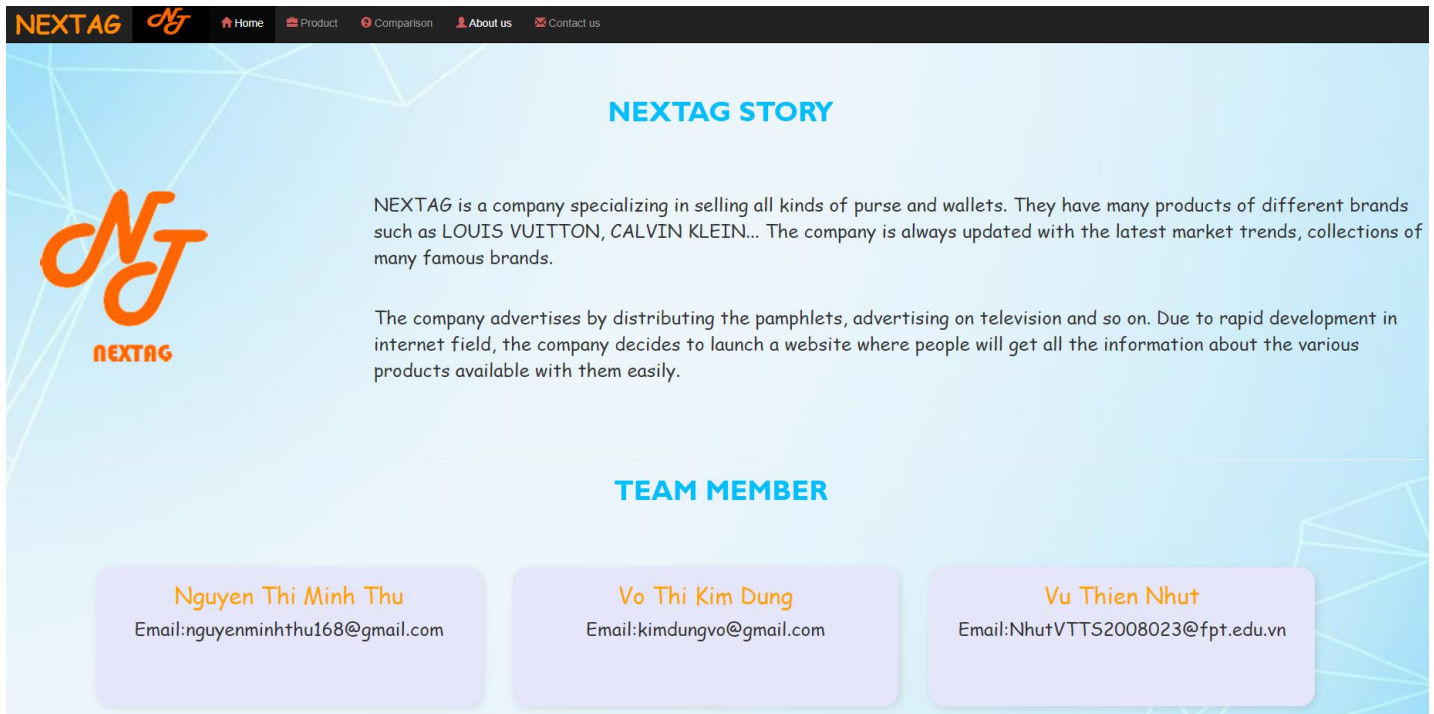 NEXTAG NJ Home Product Comparison About us Contact us
NEXTAG STORY
NJ
NEXTAG
NEXTAG is a company specializing in selling all kinds of purse and wallets. They have many products of different brands
such as LOUIS VUITTON, CALVIN KLEIN... The company is always updated with the latest market trends, collections of
many famous brands.
The company advertises by distributing the pamphlets, advertising on television and so on. Due to rapid development in
internet field, the company decides to launch a website where people will get all the information about the various
products available with them easily.
TEAM MEMBER
Nguyen Thi Minh Thu
Email:nguyenminhthu168@gmail.com
Vo Thi Kim Dung
Email:kimdungvo@gmail.com
Vu Thien Nhut
Email:NhutVTTS2008023@fpt.edu.vn